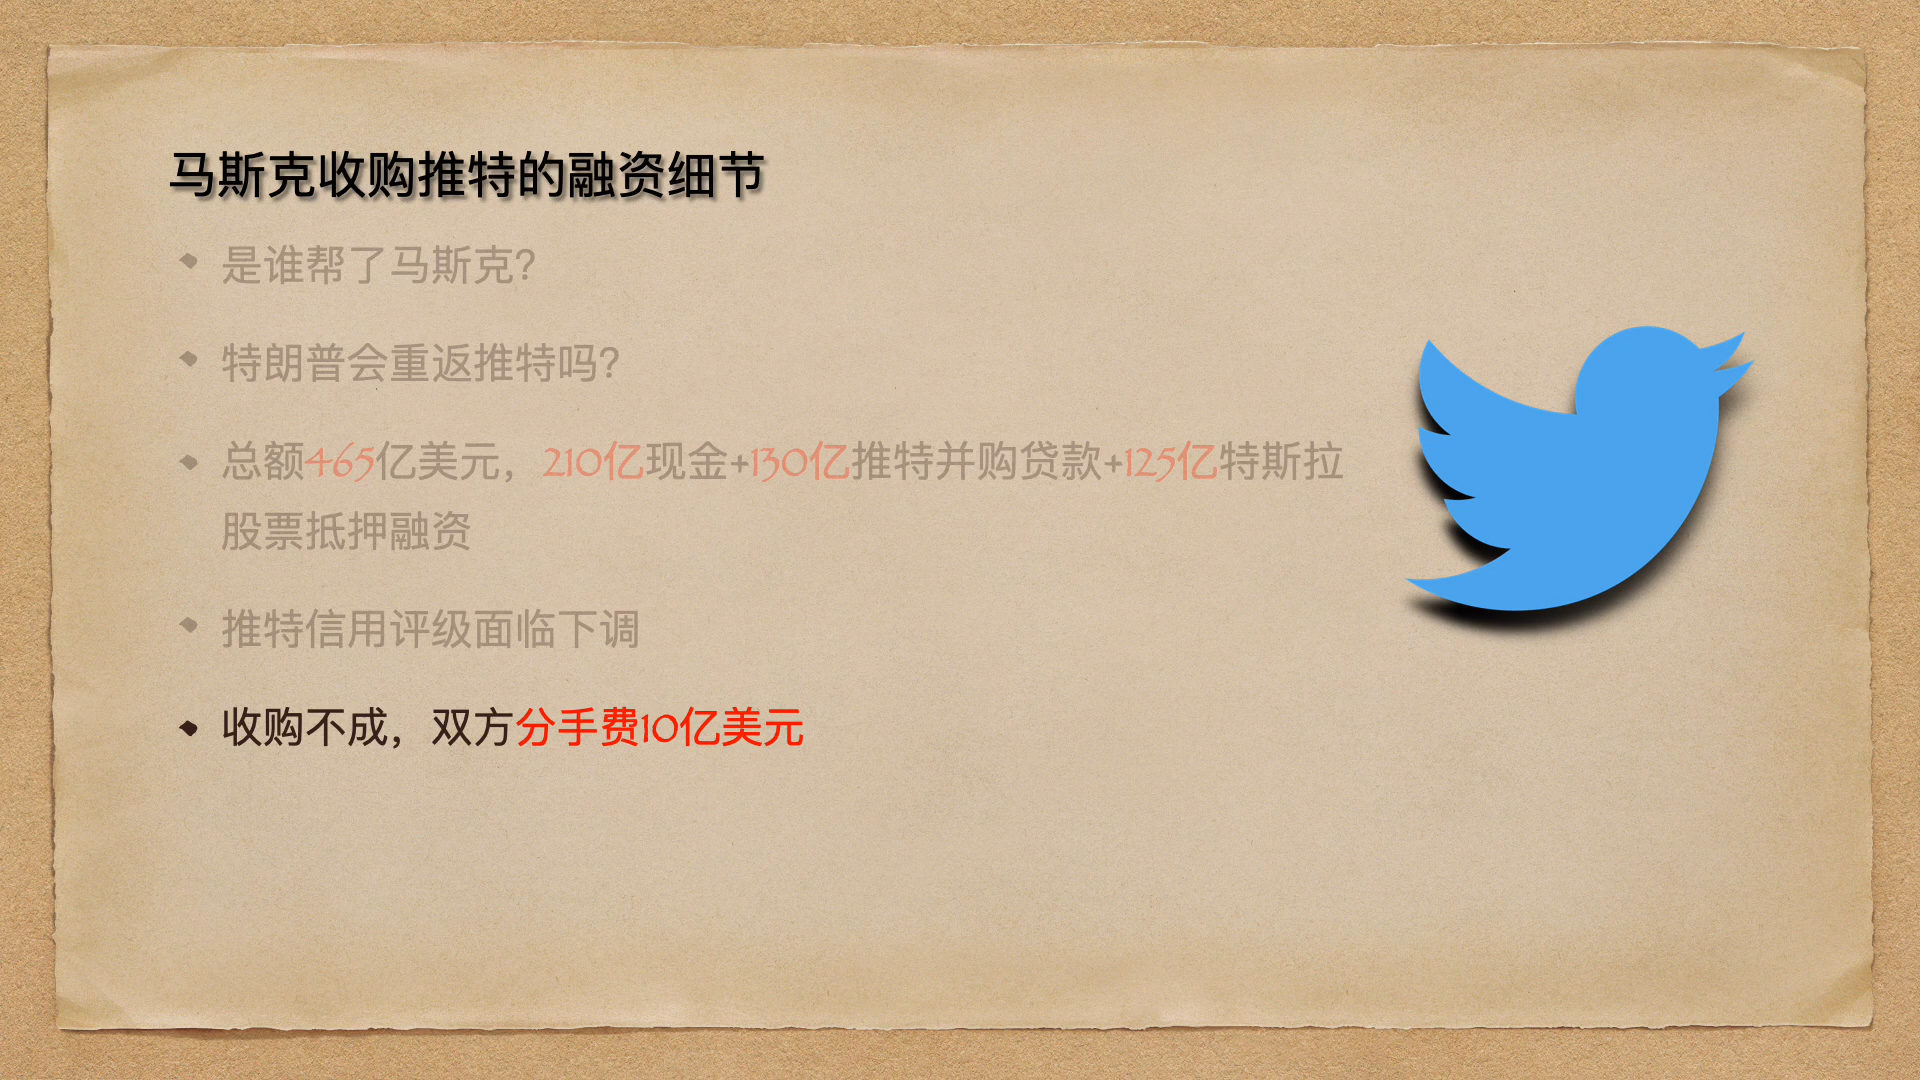 马斯克收购推特的融资细节
是谁帮了马斯克？
特朗普会重返推特吗？
总额465亿美元，210亿现金+130亿推特并购贷款+125亿特斯拉
股票抵押融资
推特信用评级面临下调
收购不成，双方分手费10亿美元